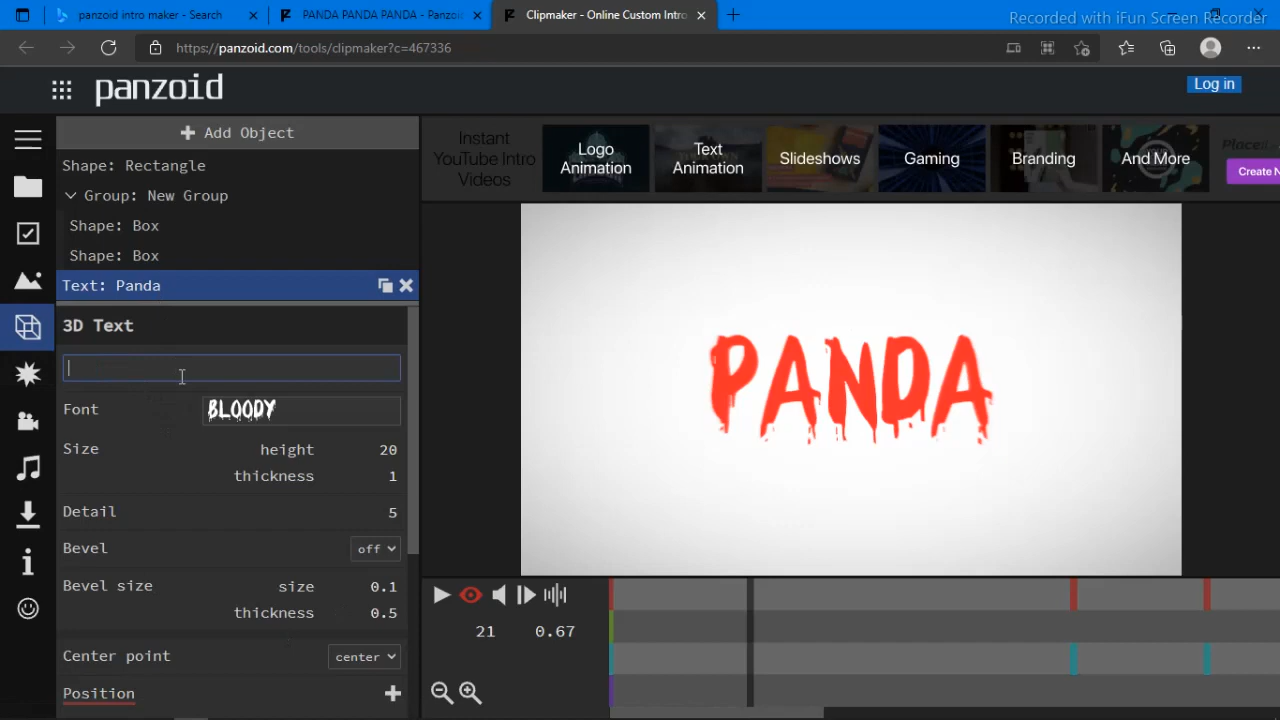 panzoid intro maker - Search
PANDA PANDA PANDA - Panzoid
Clipmaker - Online Custom Intro
Recorded with iFun Screen Recorder
https://panzoid.com/tools/clipmaker?c=467336
panzoid
Log in
Add Object
Shape: Rectangle
Group: New Group
Shape: Box
Shape: Box
Text: Panda
3D Text
Font BLOODY
Size height 20
thickness 1
Detail 5
Bevel off
Bevel size size 0.1
thickness 0.5
Center point center
Position
Instant
YouTube Intro
Videos
Logo
Animation
Text
Animation
Slideshows
Gaming
Branding
And More
Place
Create N
PANDA
21 0.67